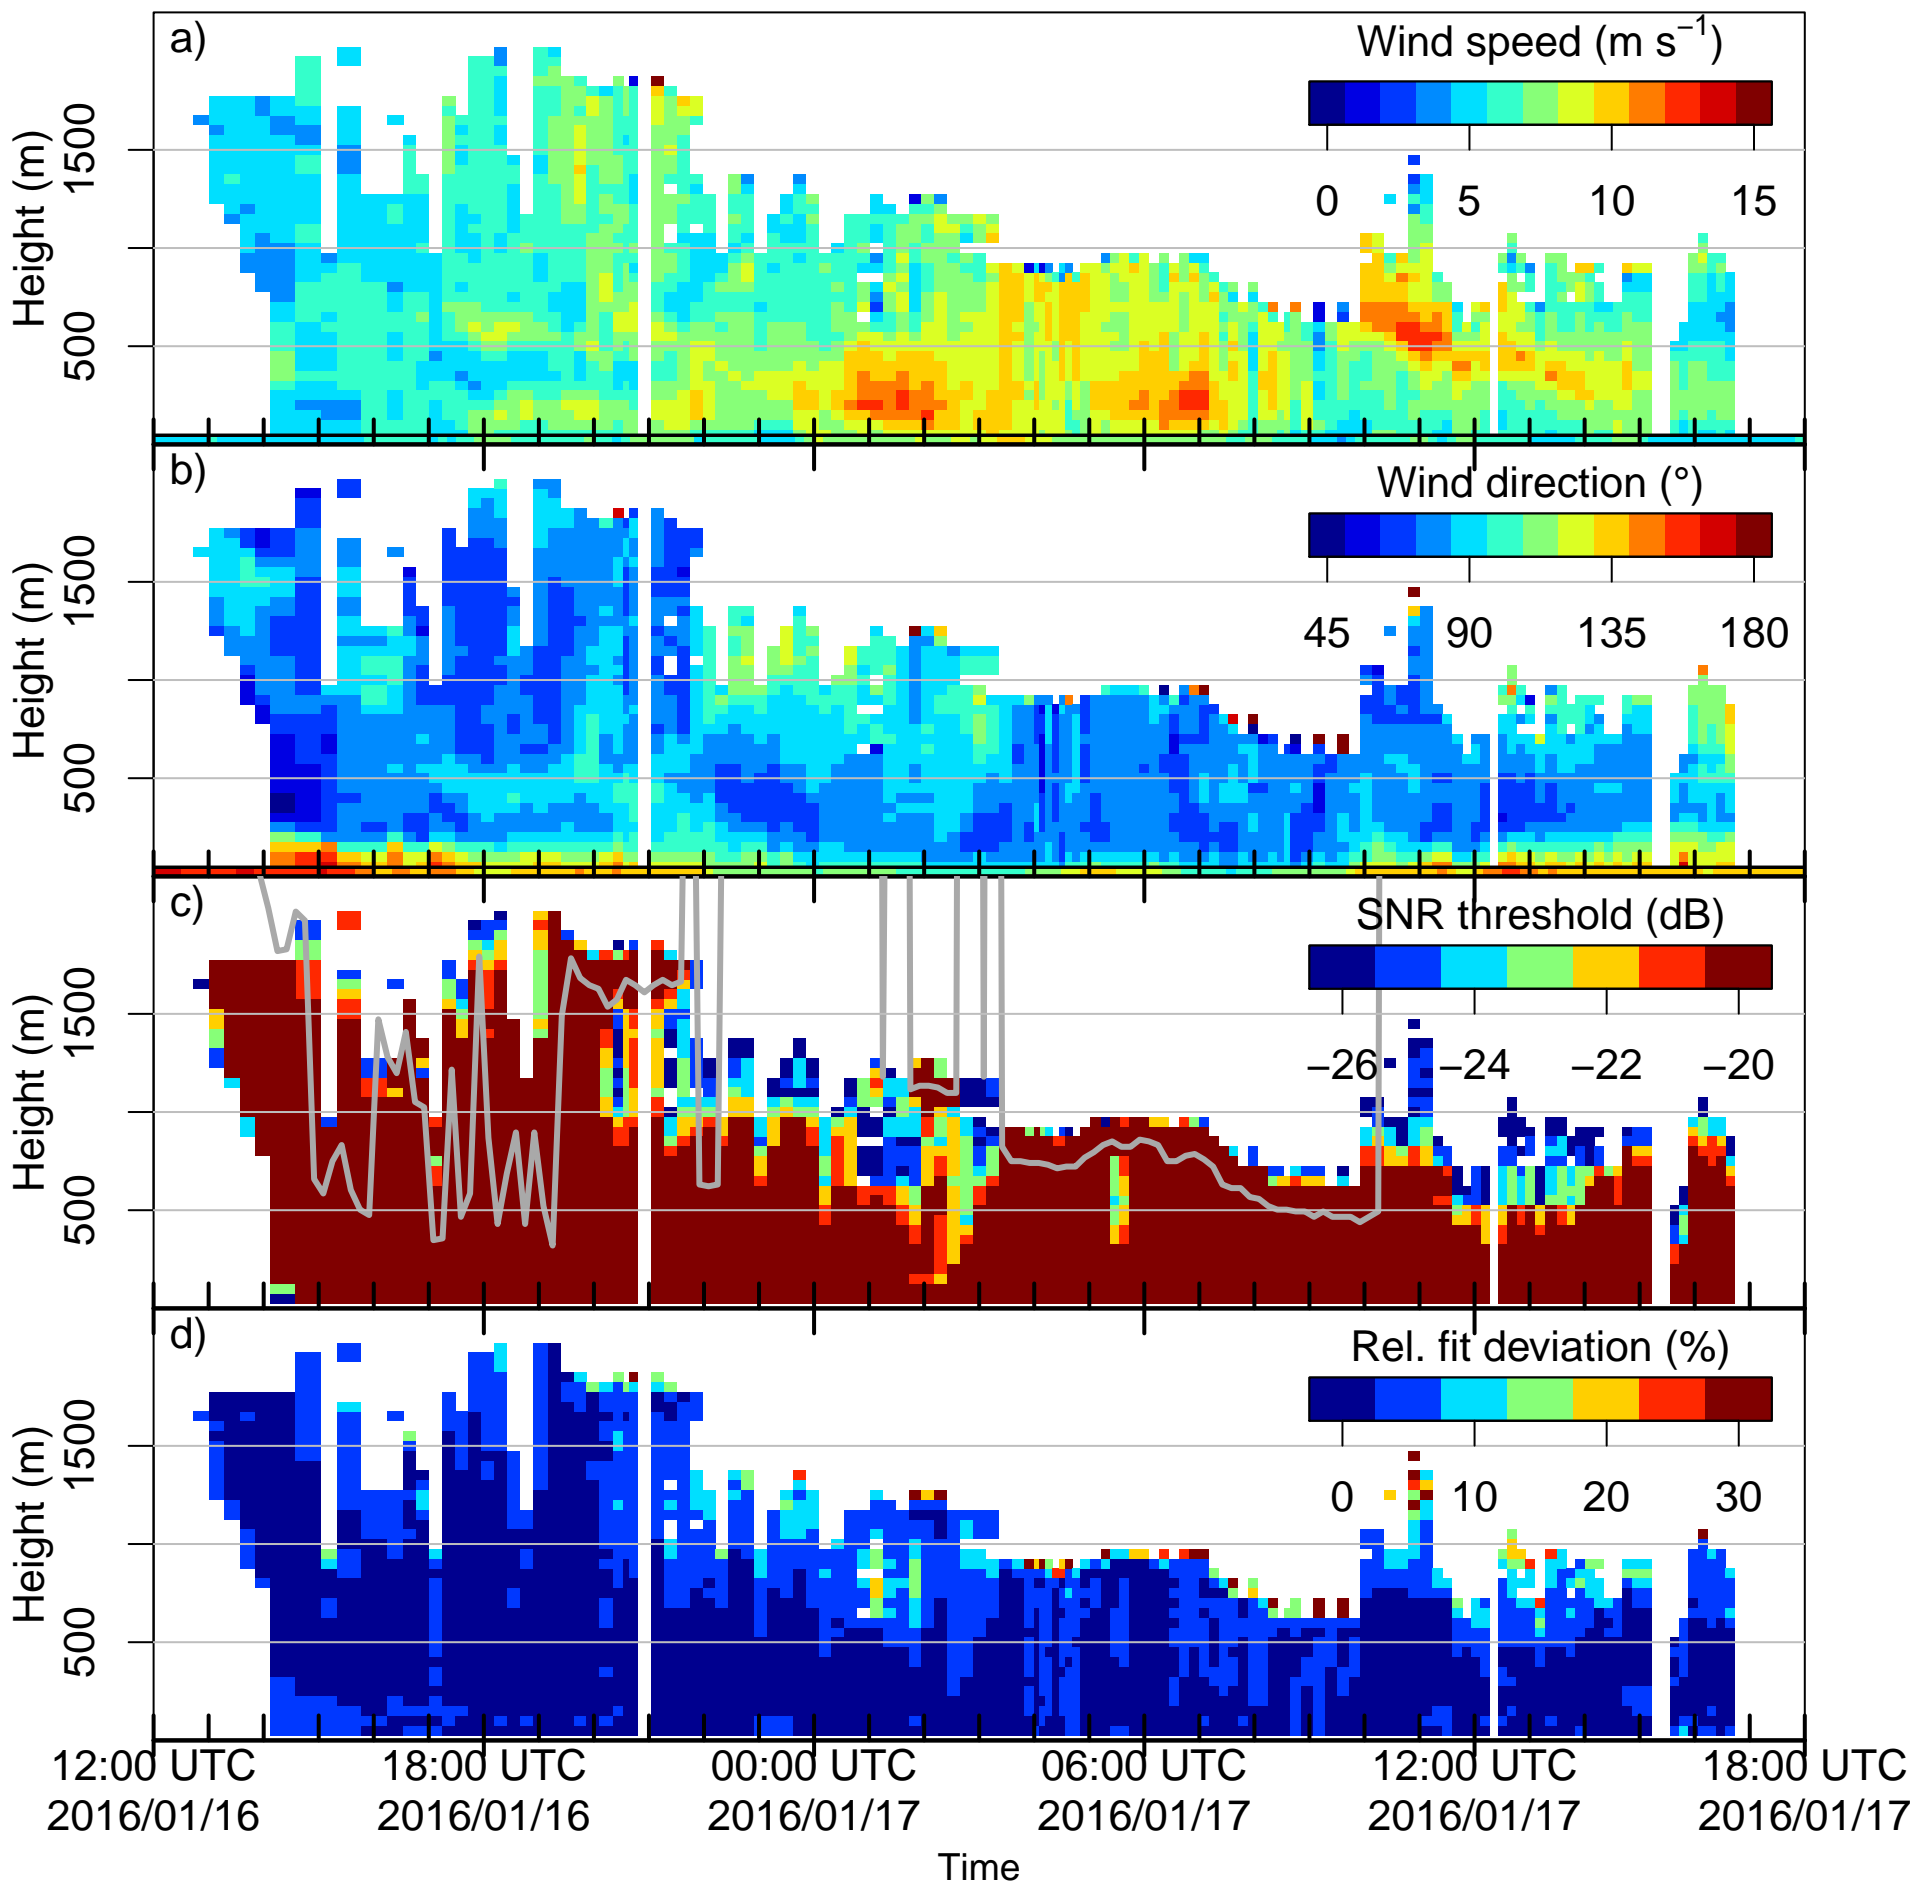 a)
Wind speed (m s⁻¹)
0 5 10 15
Height (m)
500 1500
b)
Wind direction (°)
45 90 135 180
Height (m)
500 1500
c)
SNR threshold (dB)
−26 −24 −22 −20
Height (m)
500 1500
d)
Rel. fit deviation (%)
0 10 20 30
Height (m)
500 1500
12:00 UTC 18:00 UTC 00:00 UTC 06:00 UTC 12:00 UTC 18:00 UTC
2016/01/16 2016/01/16 2016/01/17 2016/01/17 2016/01/17 2016/01/17
Time